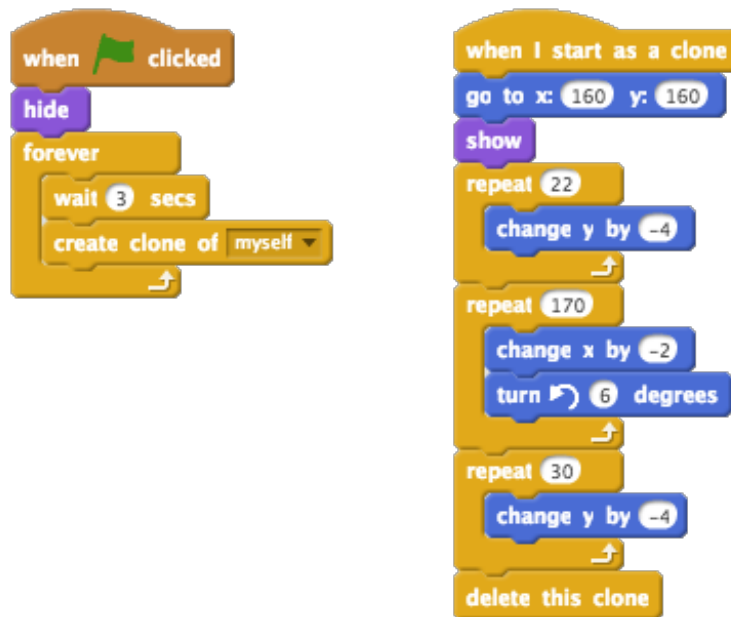 when clicked
hide
forever
wait 3 secs
create clone of myself
when I start as a clone
go to x: 160 y: 160
show
repeat 22
change y by -4
repeat 170
change x by -2
turn 6 degrees
repeat 30
change y by -4
delete this clone